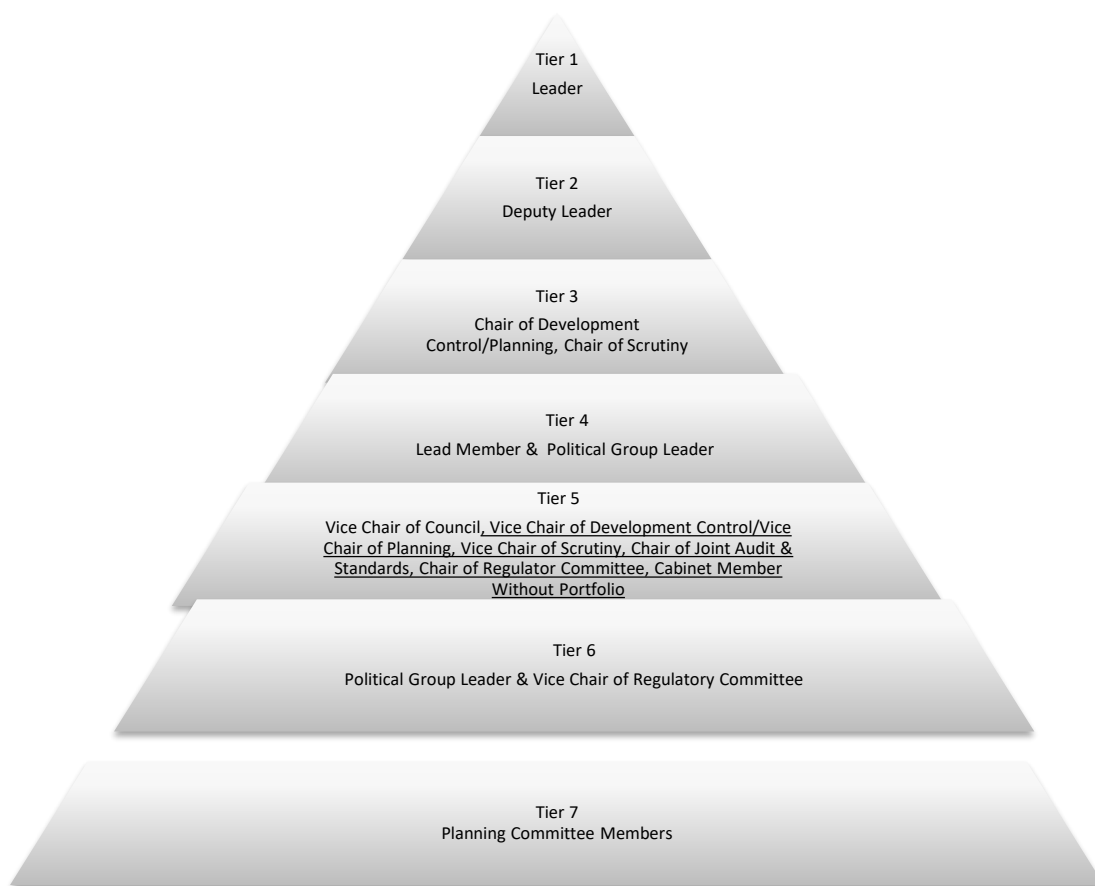 Tier 1
Leader
Tier 2
Deputy Leader
Tier 3
Chair of Development
Control/Planning, Chair of Scrutiny
Tier 4
Lead Member & Political Group Leader
Tier 5
Vice Chair of Council, Vice Chair of Development Control/Vice
Chair of Planning, Vice Chair of Scrutiny, Chair of Joint Audit &
Standards, Chair of Regulator Committee, Cabinet Member
Without Portfolio
Tier 6
Political Group Leader & Vice Chair of Regulatory Committee
Tier 7
Planning Committee Members